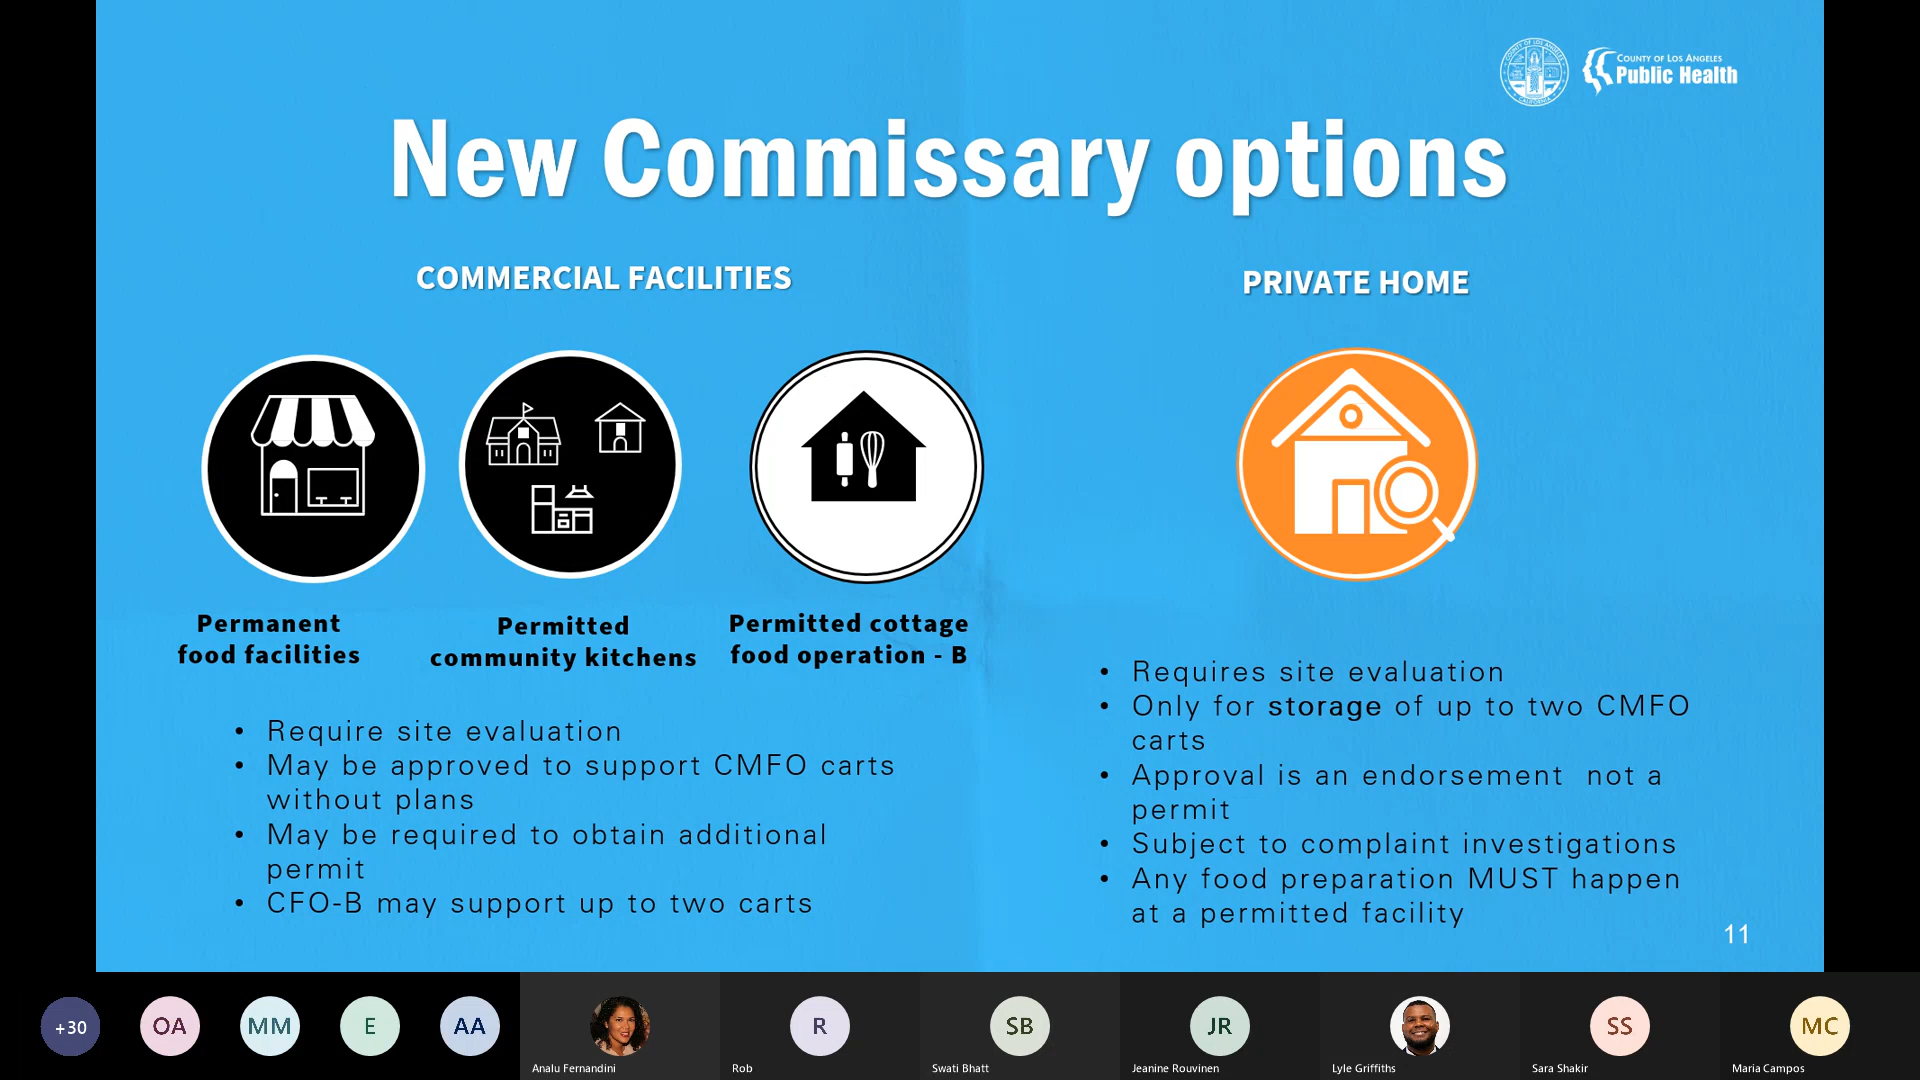 COUNTY OF LOS ANGELES
Public Health
New Commissary options
COMMERCIAL FACILITIES
PRIVATE HOME
Permanent
food facilities
Permitted
community kitchens
Permitted cottage
food operation - B
• Require site evaluation
• May be approved to support CMFO carts
without plans
• May be required to obtain additional
permit
• CFO-B may support up to two carts
• Requires site evaluation
• Only for storage of up to two CMFO
carts
• Approval is an endorsement  not a
permit
• Subject to complaint investigations
• Any food preparation MUST happen
at a permitted facility
11
+30
OA
MM
E
AA
Analu Fernandini
R
Rob
SB
Swati Bhatt
JR
Jeanine Rouvinen
Lyle Griffiths
SS
Sara Shakir
MC
Maria Campos